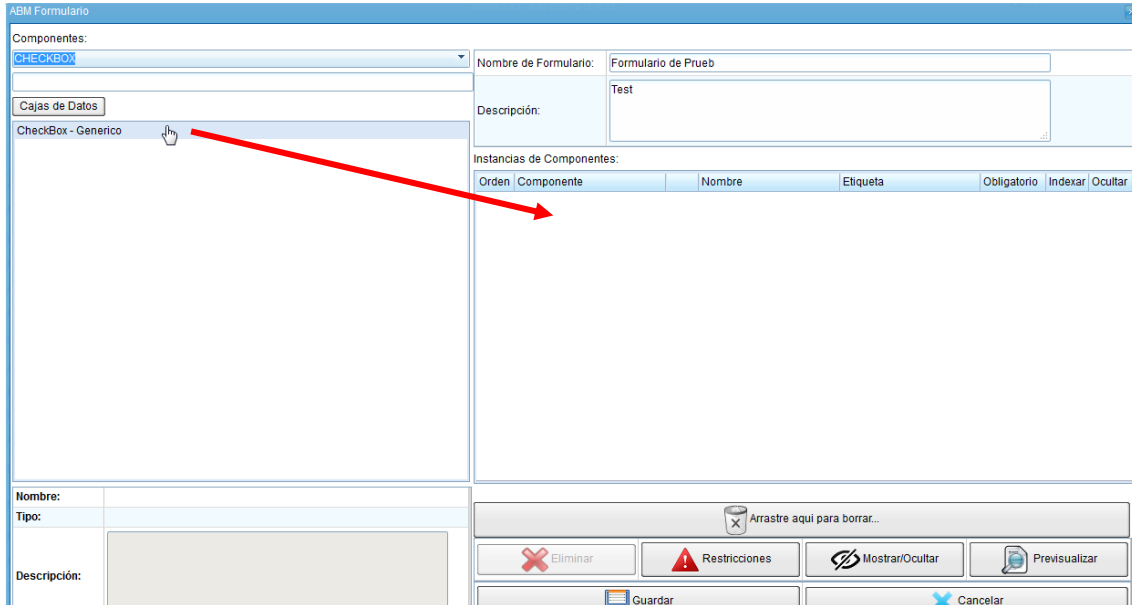 ABM Formulario
Componentes:
CHECKBOX
Cajas de Datos
CheckBox - Generico
Nombre:
Tipo:
Descripción:
Nombre de Formulario: Formulario de Prueb
Descripción: Test
Instancias de Componentes:
Orden Componente Nombre Etiqueta Obligatorio Indexar Ocultar
Arrastre aqui para borrar...
Eliminar Restricciones Mostrar/Ocultar Previsualizar
Guardar Cancelar